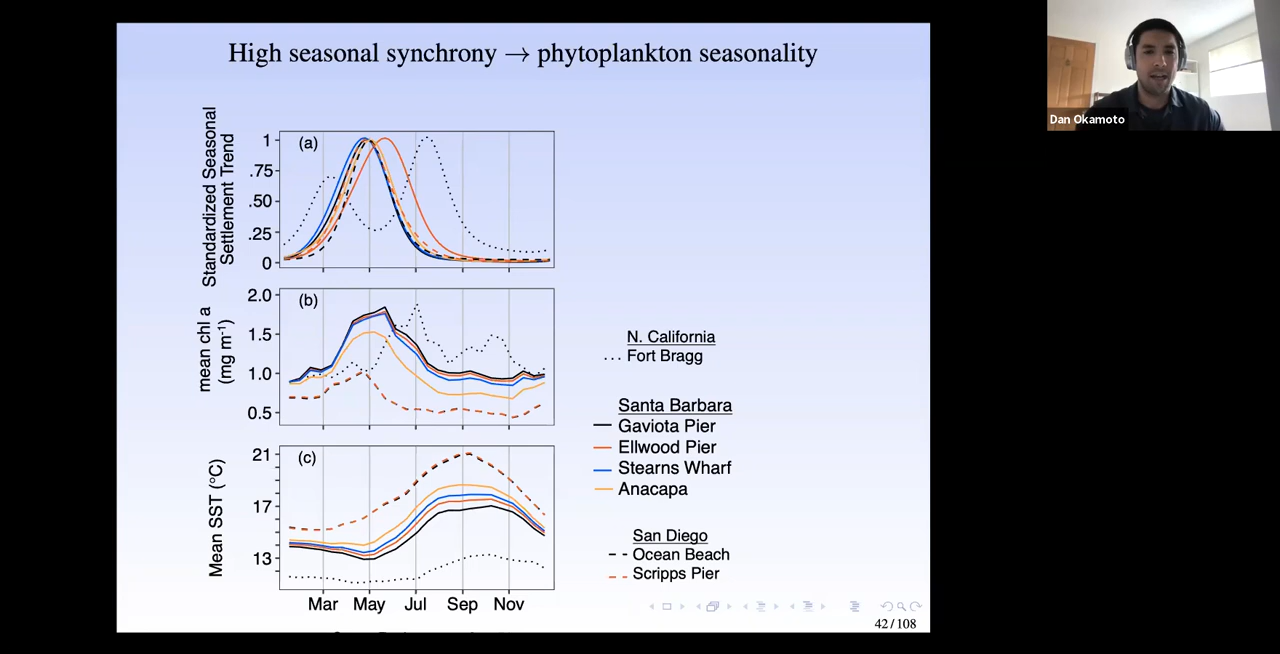 High seasonal synchrony → phytoplankton seasonality
Standardized Seasonal
Settlement Trend
1
.75
.50
.25
0
(a)
mean chl a
(mg m⁻¹)
2.0
1.5
1.0
0.5
(b)
Mean SST (°C)
21
17
13
(c)
Mar May Jul Sep Nov
N. California
Fort Bragg
Santa Barbara
Gaviota Pier
Ellwood Pier
Stearns Wharf
Anacapa
San Diego
Ocean Beach
Scripps Pier
42 / 108
Dan Okamoto